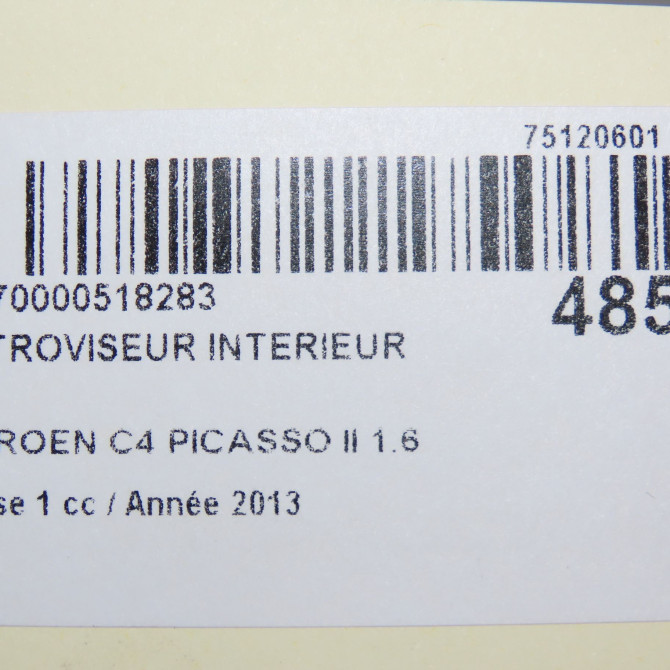 75120601
70000518283
485
TROVISEUR INTERIEUR
ROEN C4 PICASSO II 1.6
se 1 cc / Année 2013